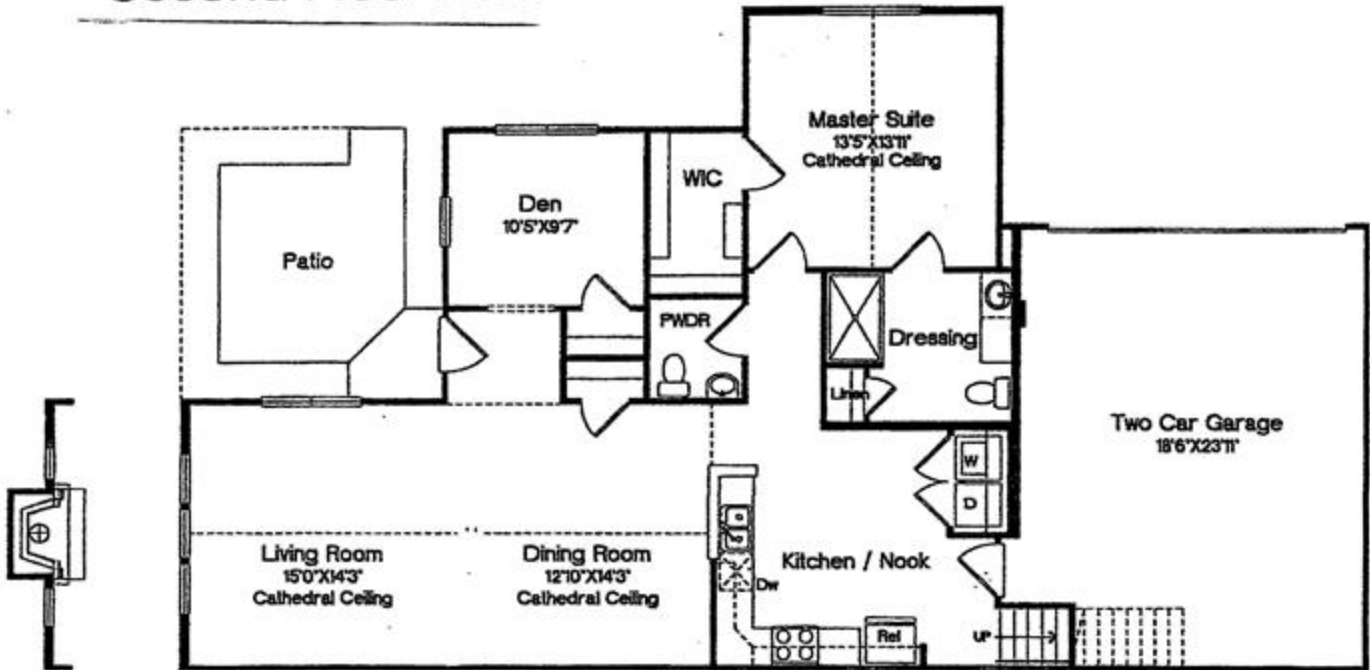 Master Suite
13'5"X13'11"
Cathedral Ceiling
WIC
Den
10'5"X9'7"
Patio
PWDR
Dressing
Linen
Two Car Garage
18'6"X23'11"
W
D
Living Room
15'0"X14'3"
Cathedral Ceiling
Dining Room
12'10"X14'3"
Cathedral Ceiling
Kitchen / Nook
Dw
Ref
UP